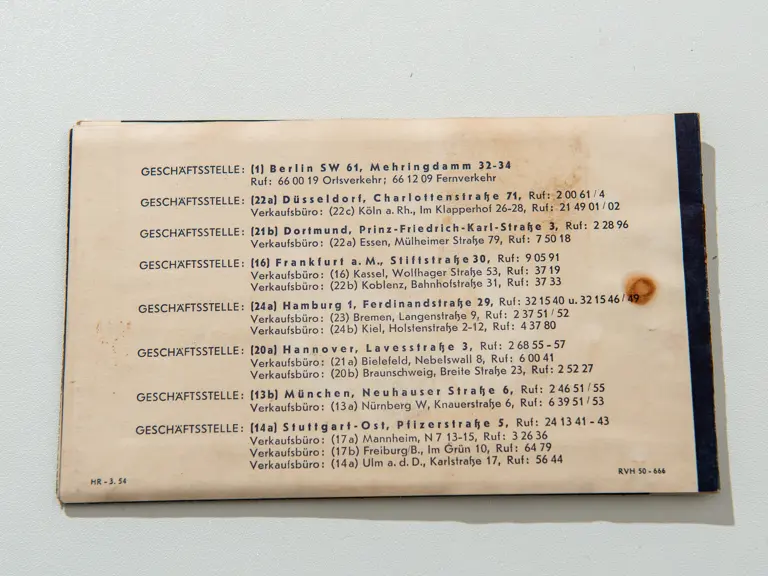 GESCHÄFTSSTELLE: (1) Berlin SW 61, Mehringdamm 32-34
Ruf: 66 00 19 Ortsverkehr; 66 12 09 Fernverkehr
GESCHÄFTSSTELLE: (22a) Düsseldorf, Charlottenstraße 71, Ruf: 2 00 61 / 4
Verkaufsbüro: (22c) Köln a. Rh., Im Klapperhof 26-28, Ruf: 21 49 01 / 02
GESCHÄFTSSTELLE: (21b) Dortmund, Prinz-Friedrich-Karl-Straße 3, Ruf: 2 28 96
Verkaufsbüro: (22a) Essen, Mülheimer Straße 79, Ruf: 7 50 18
GESCHÄFTSSTELLE: (16) Frankfurt a. M., Stiftstraße 30, Ruf: 9 05 91
Verkaufsbüro: (16) Kassel, Wolfhager Straße 53, Ruf: 37 19
Verkaufsbüro: (22b) Koblenz, Bahnhofstraße 31, Ruf: 37 33
GESCHÄFTSSTELLE: (24a) Hamburg 1, Ferdinandstraße 29, Ruf: 32 15 40 u. 32 15 46 / 49
Verkaufsbüro: (23) Bremen, Langenstraße 9, Ruf: 2 37 51 / 52
Verkaufsbüro: (24b) Kiel, Holstenstraße 2-12, Ruf: 4 37 80
GESCHÄFTSSTELLE: (20a) Hannover, Lavesstraße 3, Ruf: 2 68 55 - 57
Verkaufsbüro: (21a) Bielefeld, Nebelswall 8, Ruf: 6 00 41
Verkaufsbüro: (20b) Braunschweig, Breite Straße 23, Ruf: 2 52 27
GESCHÄFTSSTELLE: (13b) München, Neuhauser Straße 6, Ruf: 2 46 51 / 55
Verkaufsbüro: (13a) Nürnberg W, Knauerstraße 6, Ruf: 6 39 51 / 53
GESCHÄFTSSTELLE: (14a) Stuttgart-Ost, Pfizerstraße 5, Ruf: 24 13 41 - 43
Verkaufsbüro: (17a) Mannheim, N 7 13-15, Ruf: 3 26 36
Verkaufsbüro: (17b) Freiburg/B., Im Grün 10, Ruf: 64 79
Verkaufsbüro: (14a) Ulm a. d. D., Karlstraße 17, Ruf: 56 44
HR - 3. 54
RVH 50 - 666